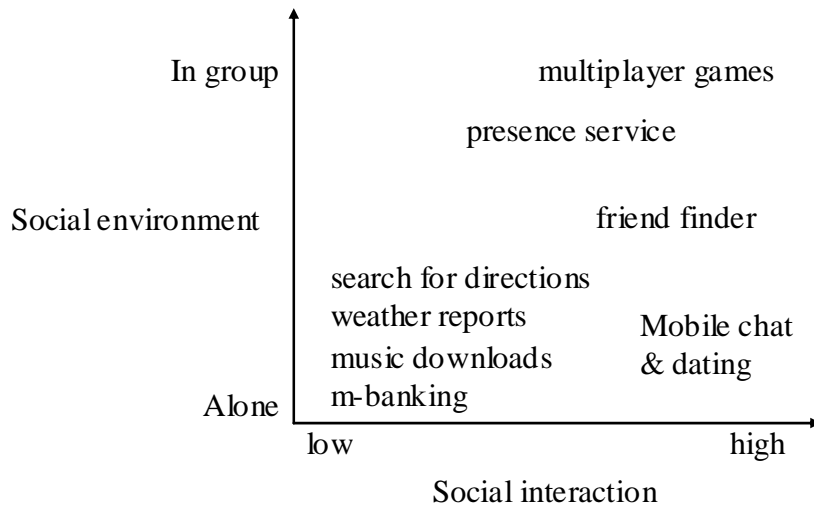 In group
multiplayer games
presence service
Social environment
friend finder
search for directions
weather reports
Mobile chat
music downloads
& dating
m-banking
Alone
low
high
Social interaction